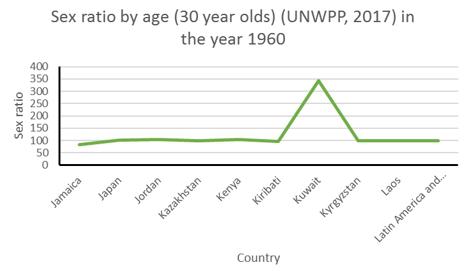 Sex ratio by age (30 year olds) (UNWPP, 2017) in
the year 1960
400
350
300
250
200
150
100
50
0
Sex ratio
Jamaica
Japan
Jordan
Kazakhstan
Kenya
Kiribati
Kuwait
Kyrgyzstan
Laos
Latin America and...
Country